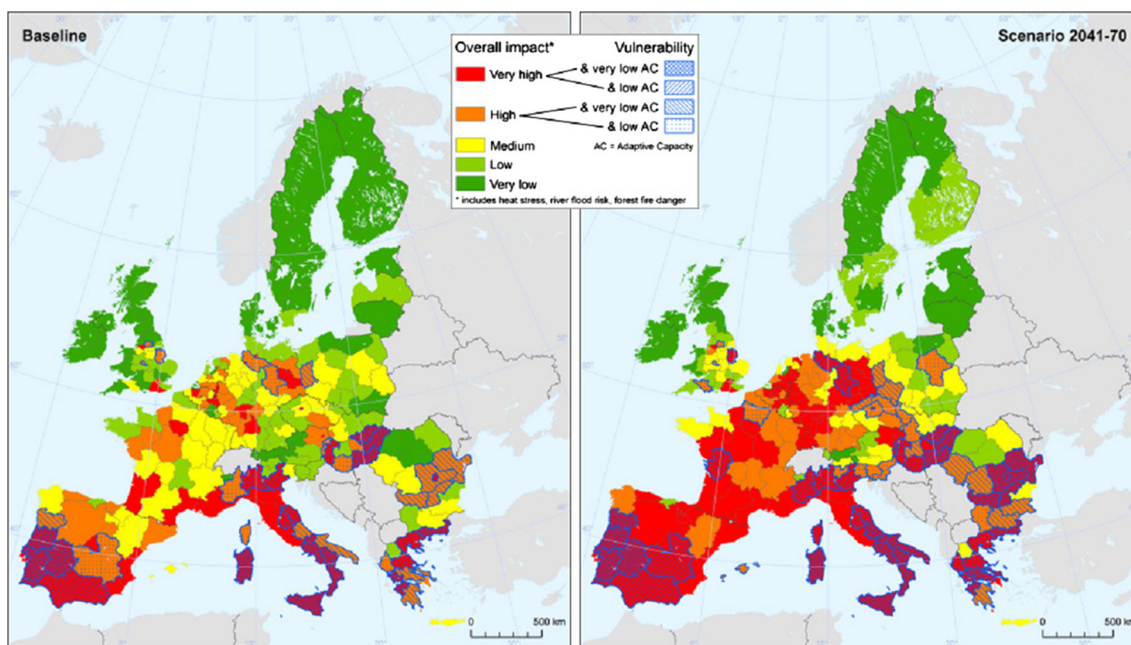 Baseline
Scenario 2041-70
Overall impact*
Vulnerability
Very high
& very low AC
& low AC
High
& very low AC
& low AC
Medium
AC = Adaptive Capacity
Low
Very low
* includes heat stress, river flood risk, forest fire danger
0 500 km
0 500 km